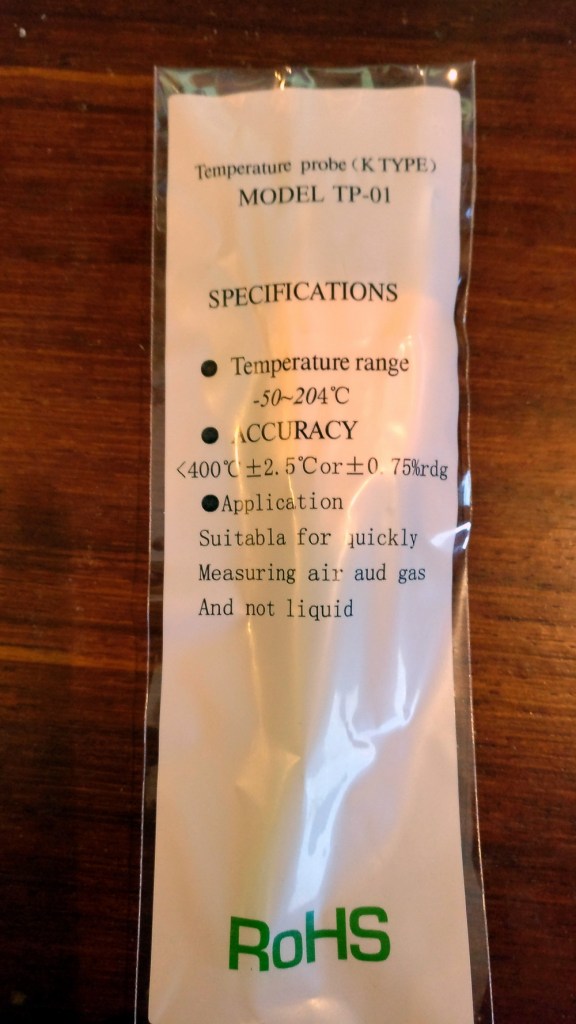 Temperature probe (K TYPE)
MODEL TP-01
SPECIFICATIONS
● Temperature range
-50~204℃
● ACCURACY
<400℃±2.5℃or±0.75%rdg
●Application
Suitabla for quickly
Measuring air aud gas
And not liquid
RoHS